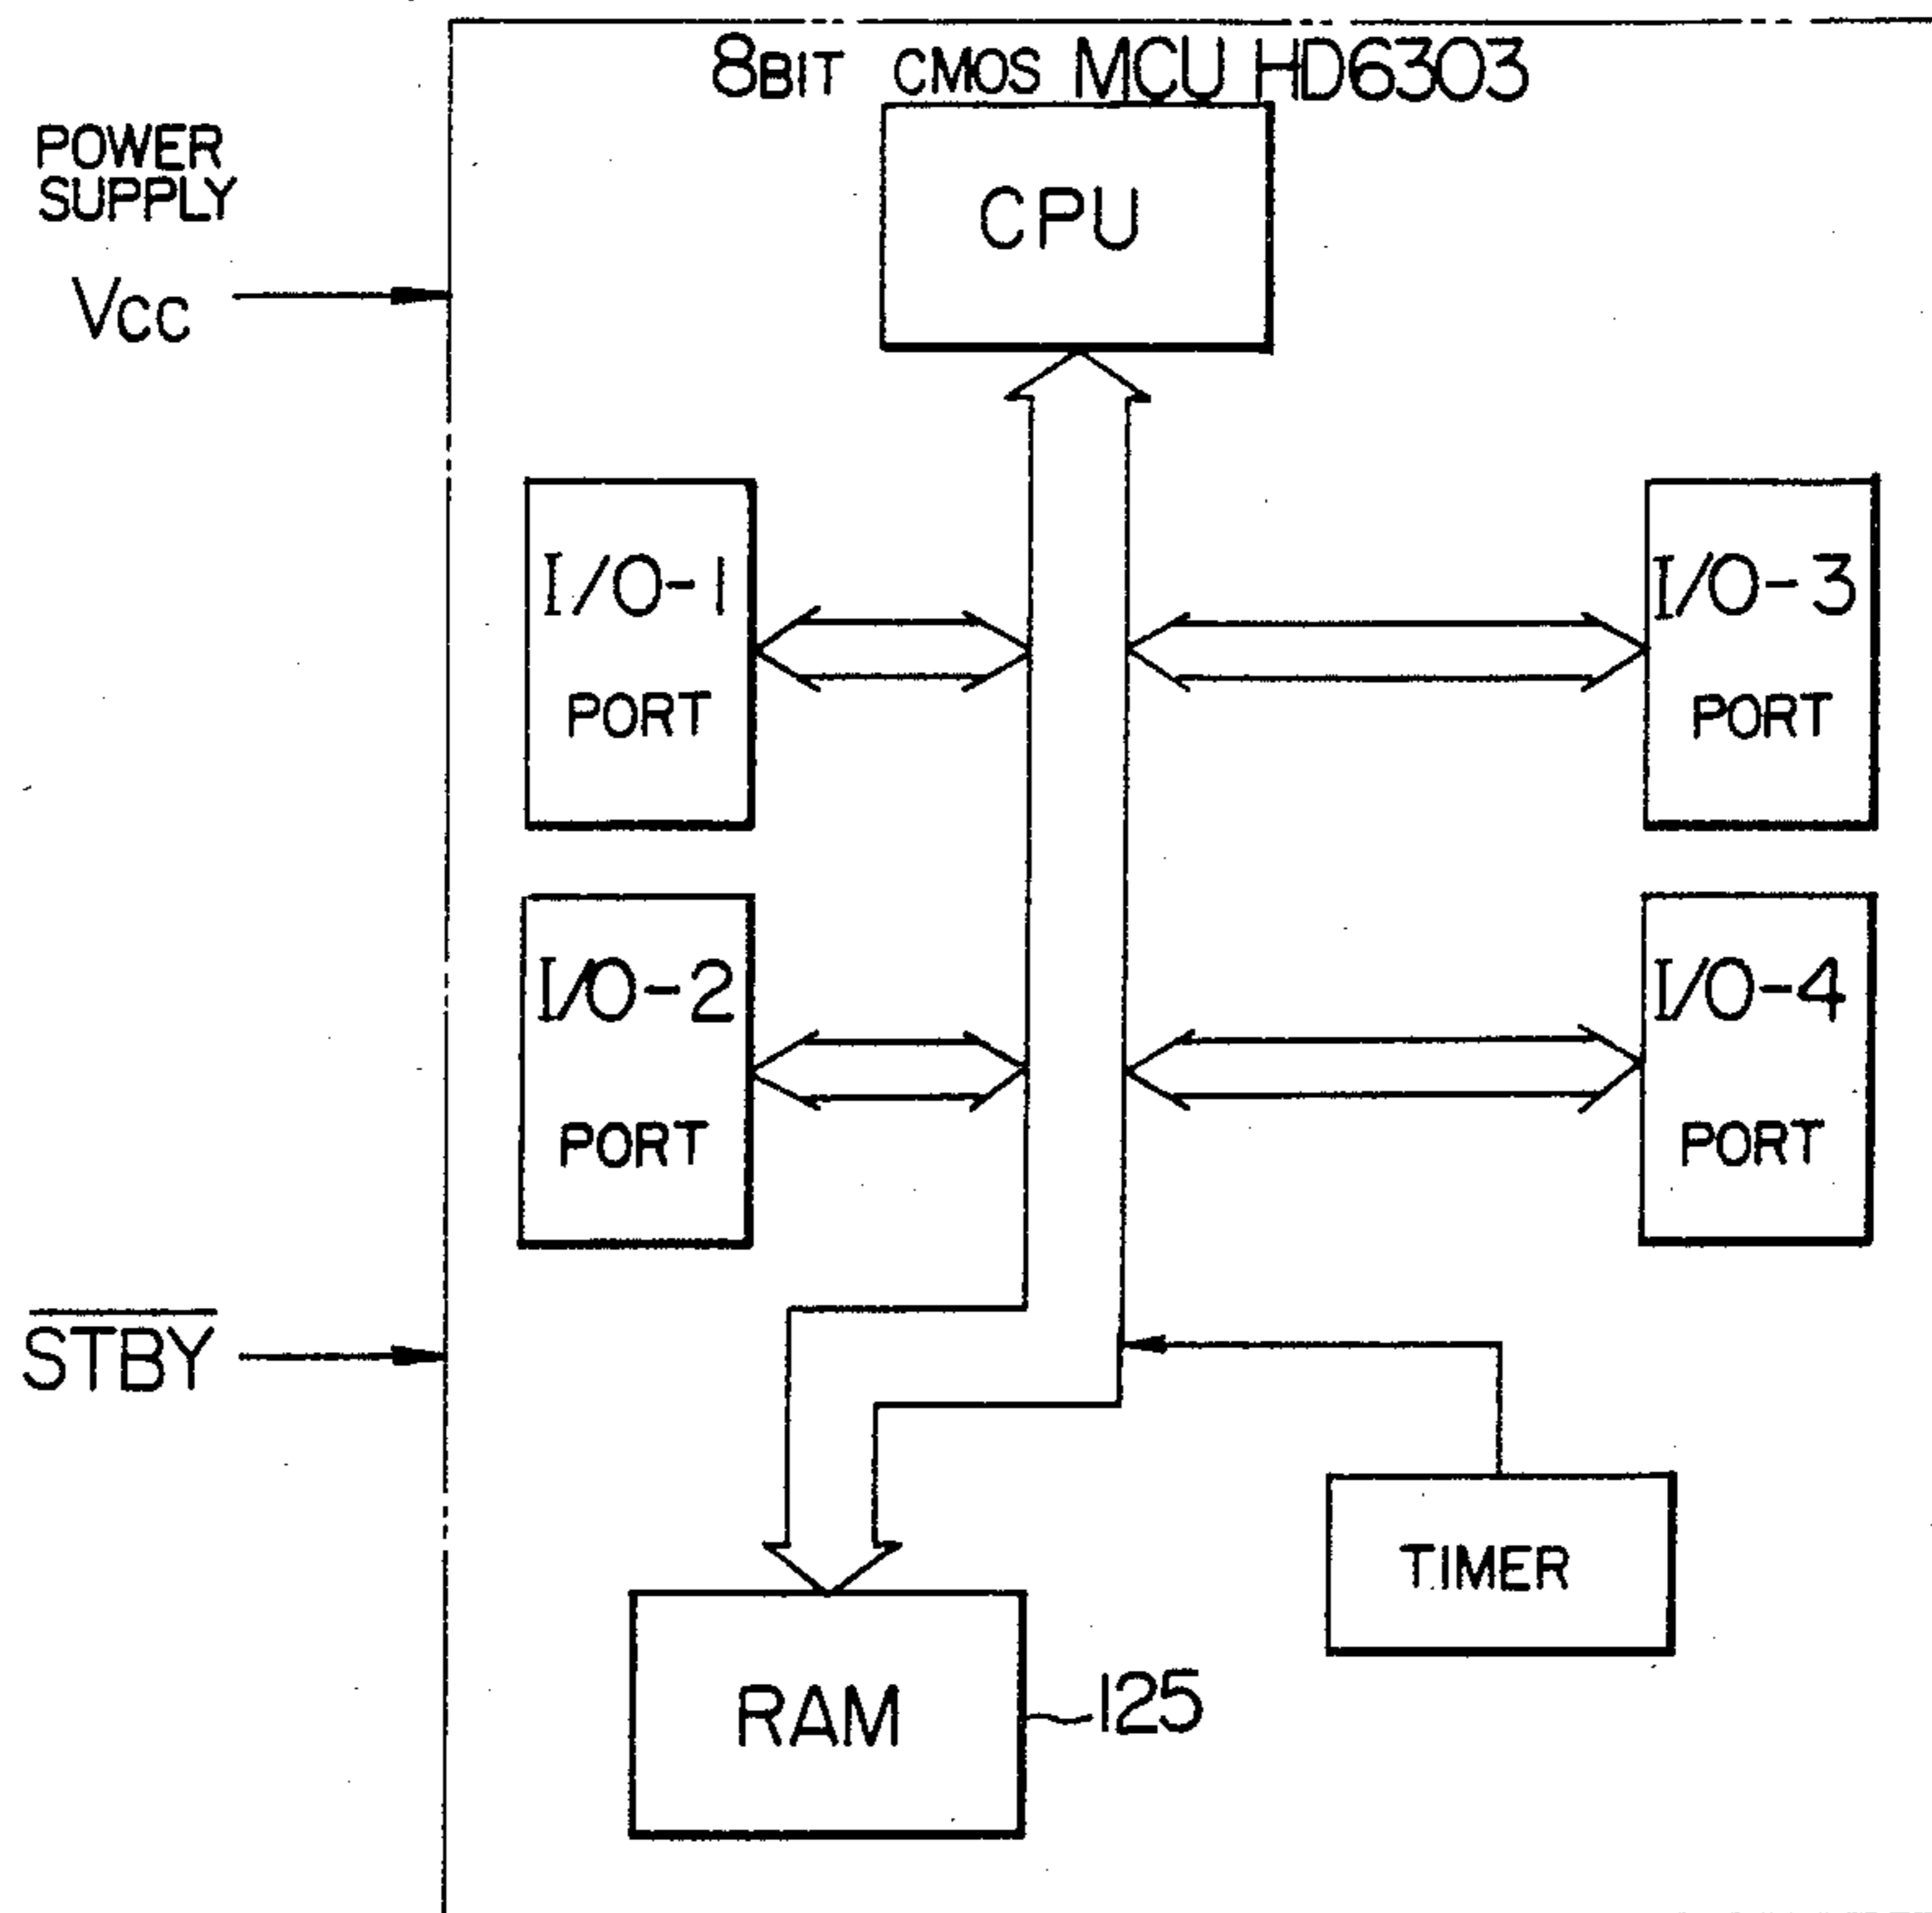 8BIT CMOS MCU HD6303
POWER
SUPPLY
VCC
CPU
I/O-1
PORT
I/O-3
PORT
I/O-2
PORT
I/O-4
PORT
STBY
TIMER
RAM
125